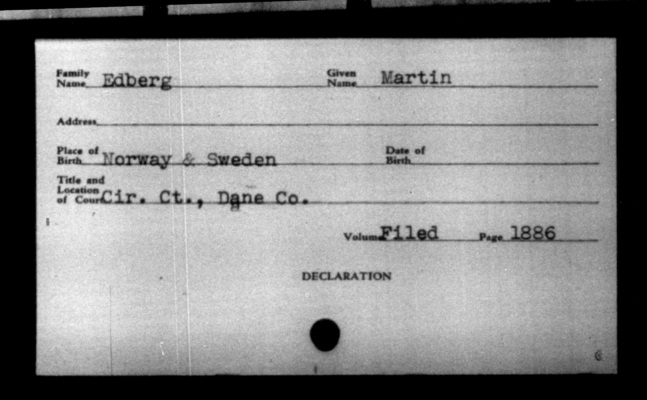 Family Name Edberg Given Name Martin
Address
Place of Birth Norway & Sweden Date of Birth
Title and Location of Court Cir. Ct., Dane Co.
Volume Filed Page 1886
DECLARATION
6